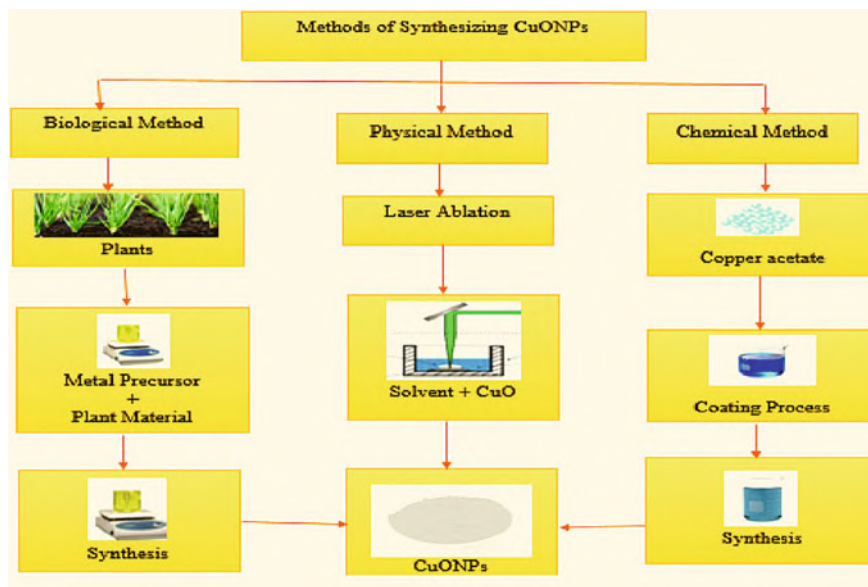 Methods of Synthesizing CuONPs
Biological Method
Physical Method
Chemical Method
Plants
Laser Ablation
Copper acetate
Metal Precursor
+
Plant Material
Solvent + CuO
Coating Process
Synthesis
CuONPs
Synthesis